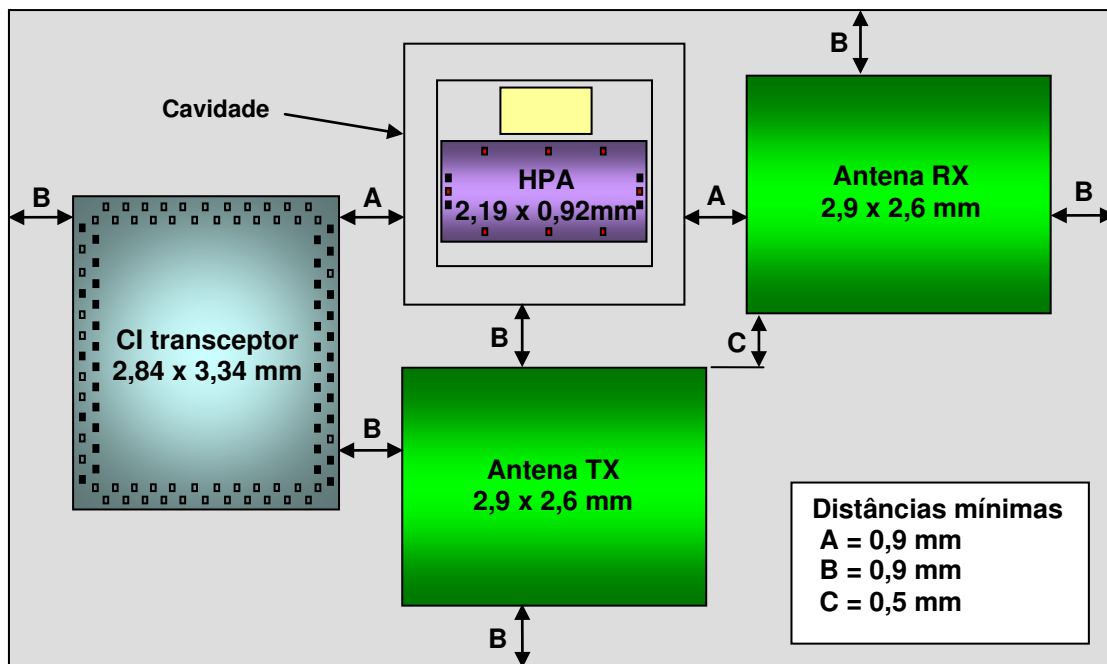 B
Cavidade
HPA
2,19 x 0,92mm
Antena RX
2,9 x 2,6 mm
B
A
A
B
CI transceptor
2,84 x 3,34 mm
B
C
B
Antena TX
2,9 x 2,6 mm
B
Distâncias mínimas
A = 0,9 mm
B = 0,9 mm
C = 0,5 mm